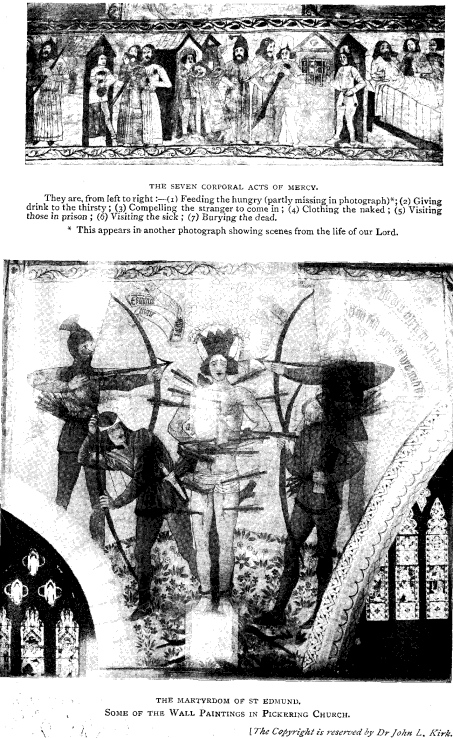 THE SEVEN CORPORAL ACTS OF MERCY.
They are, from left to right :—(1) Feeding the hungry (partly missing in photograph)*; (2) Giving
drink to the thirsty ; (3) Compelling the stranger to come in ; (4) Clothing the naked ; (5) Visiting
those in prison ; (6) Visiting the sick ; (7) Burying the dead.
* This appears in another photograph showing scenes from the life of our Lord.
THE MARTYRDOM OF ST EDMUND.
SOME OF THE WALL PAINTINGS IN PICKERING CHURCH.
[The Copyright is reserved by Dr John L. Kirk.